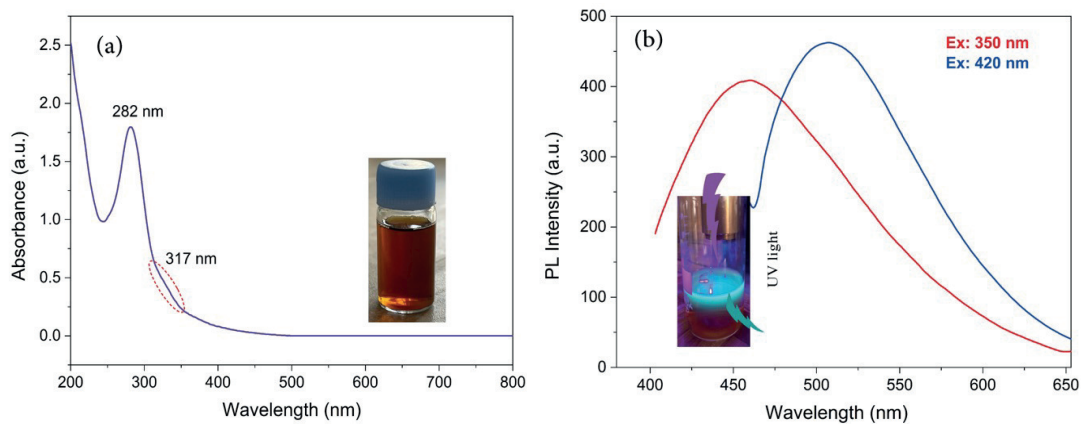 (a)
282 nm
317 nm
2.5
2.0
1.5
1.0
0.5
0.0
Absorbance (a.u.)
200 300 400 500 600 700 800
Wavelength (nm)
(b)
Ex: 350 nm
Ex: 420 nm
UV light
500
400
300
200
100
0
PL Intensity (a.u.)
400 450 500 550 600 650
Wavelength (nm)